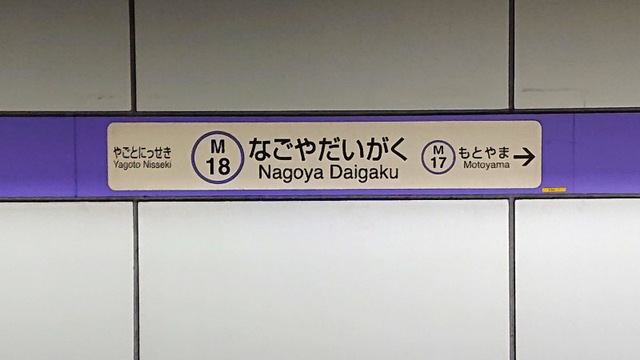 やごとにっせき
Yagoto Nisseki
M
18
なごやだいがく
Nagoya Daigaku
M
17
もとやま
Motoyama
→